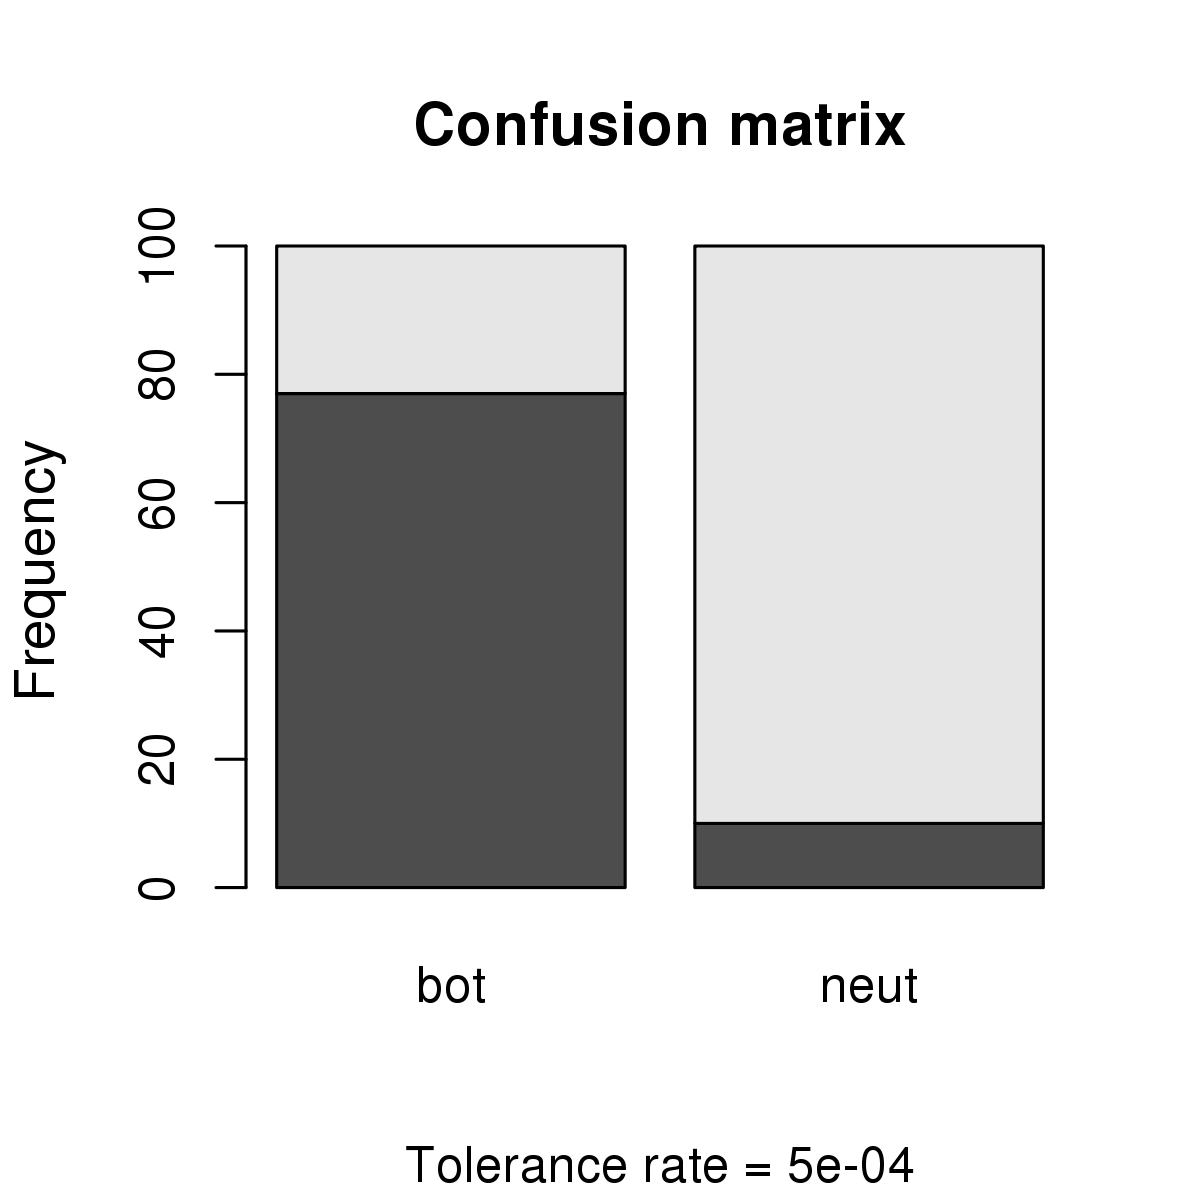 Confusion matrix
Frequency
100
80
60
40
20
0
bot
neut
Tolerance rate = 5e-04